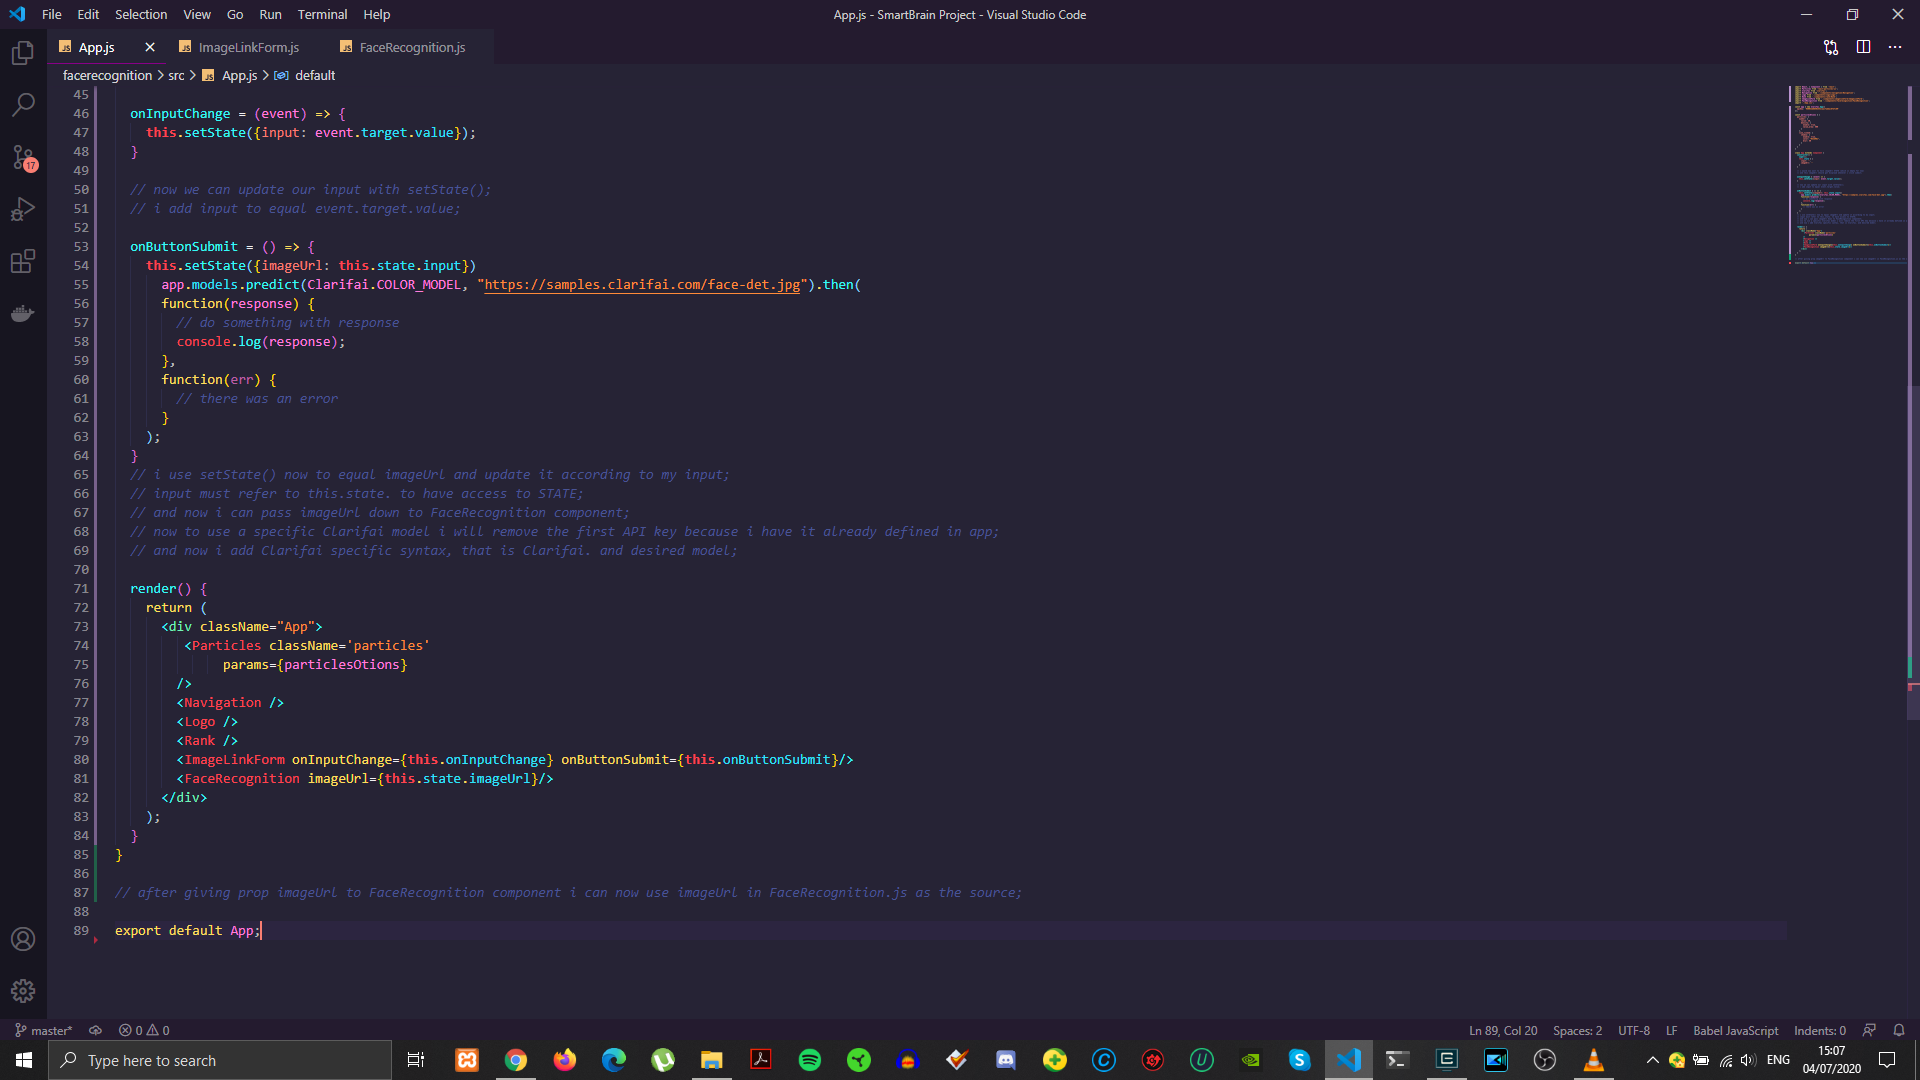 File Edit Selection View Go Run Terminal Help
App.js - SmartBrain Project - Visual Studio Code
JS App.js
JS ImageLinkForm.js
JS FaceRecognition.js
facerecognition > src > JS App.js > default
45
46 onInputChange = (event) => {
47 this.setState({input: event.target.value});
48 }
49
50 // now we can update our input with setState();
51 // i add input to equal event.target.value;
52
53 onButtonSubmit = () => {
54 this.setState({imageUrl: this.state.input})
55 app.models.predict(Clarifai.COLOR_MODEL, "https://samples.clarifai.com/face-det.jpg").then(
56 function(response) {
57 // do something with response
58 console.log(response);
59 },
60 function(err) {
61 // there was an error
62 }
63 );
64 }
65 // i use setState() now to equal imageUrl and update it according to my input;
66 // input must refer to this.state. to have access to STATE;
67 // and now i can pass imageUrl down to FaceRecognition component;
68 // now to use a specific Clarifai model i will remove the first API key because i have it already defined in app;
69 // and now i add Clarifai specific syntax, that is Clarifai. and desired model;
70
71 render() {
72 return (
73 <div className="App">
74 <Particles className='particles'
75 params={particlesOtions}
76 />
77 <Navigation />
78 <Logo />
79 <Rank />
80 <ImageLinkForm onInputChange={this.onInputChange} onButtonSubmit={this.onButtonSubmit}/>
81 <FaceRecognition imageUrl={this.state.imageUrl}/>
82 </div>
83 );
84 }
85 }
86
87 // after giving prop imageUrl to FaceRecognition component i can now use imageUrl in FaceRecognition.js as the source;
88
89 export default App;
17
master* 0 0
Ln 89, Col 20 Spaces: 2 UTF-8 LF Babel JavaScript Indents: 0
Type here to search
ENG
15:07
04/07/2020